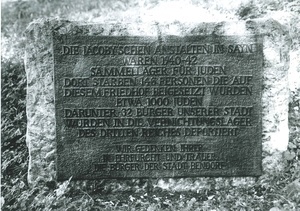 DIE JACOBY'SCHEN ANSTALTEN IN SAYN
WAREN 1940-42
SAMMELLAGER FÜR JUDEN
DORT STARBEN 146 PERSONEN DIE AUF
DIESEM FRIEDHOF BEIGESETZT WURDEN
ETWA 1000 JUDEN
DARUNTER 32 BÜRGER UNSERER STADT
WURDEN IN DIE VERNICHTUNGSLAGER
DES DRITTEN REICHES DEPORTIERT
WIR GEDENKEN IHRER
IN EHRFURCHT UND TRAUER
DIE BÜRGER DER STADT BENDORF